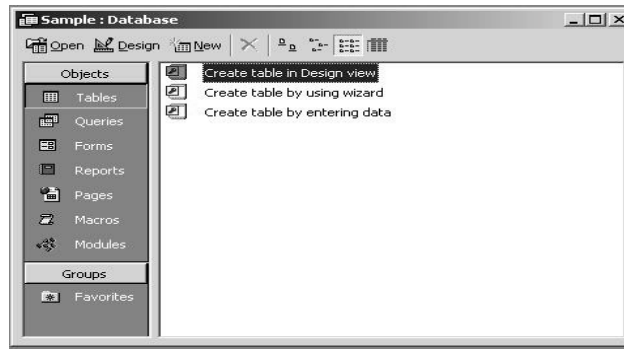 Sample : Database
Open Design New
Objects
Tables
Queries
Forms
Reports
Pages
Macros
Modules
Groups
Favorites
Create table in Design view
Create table by using wizard
Create table by entering data